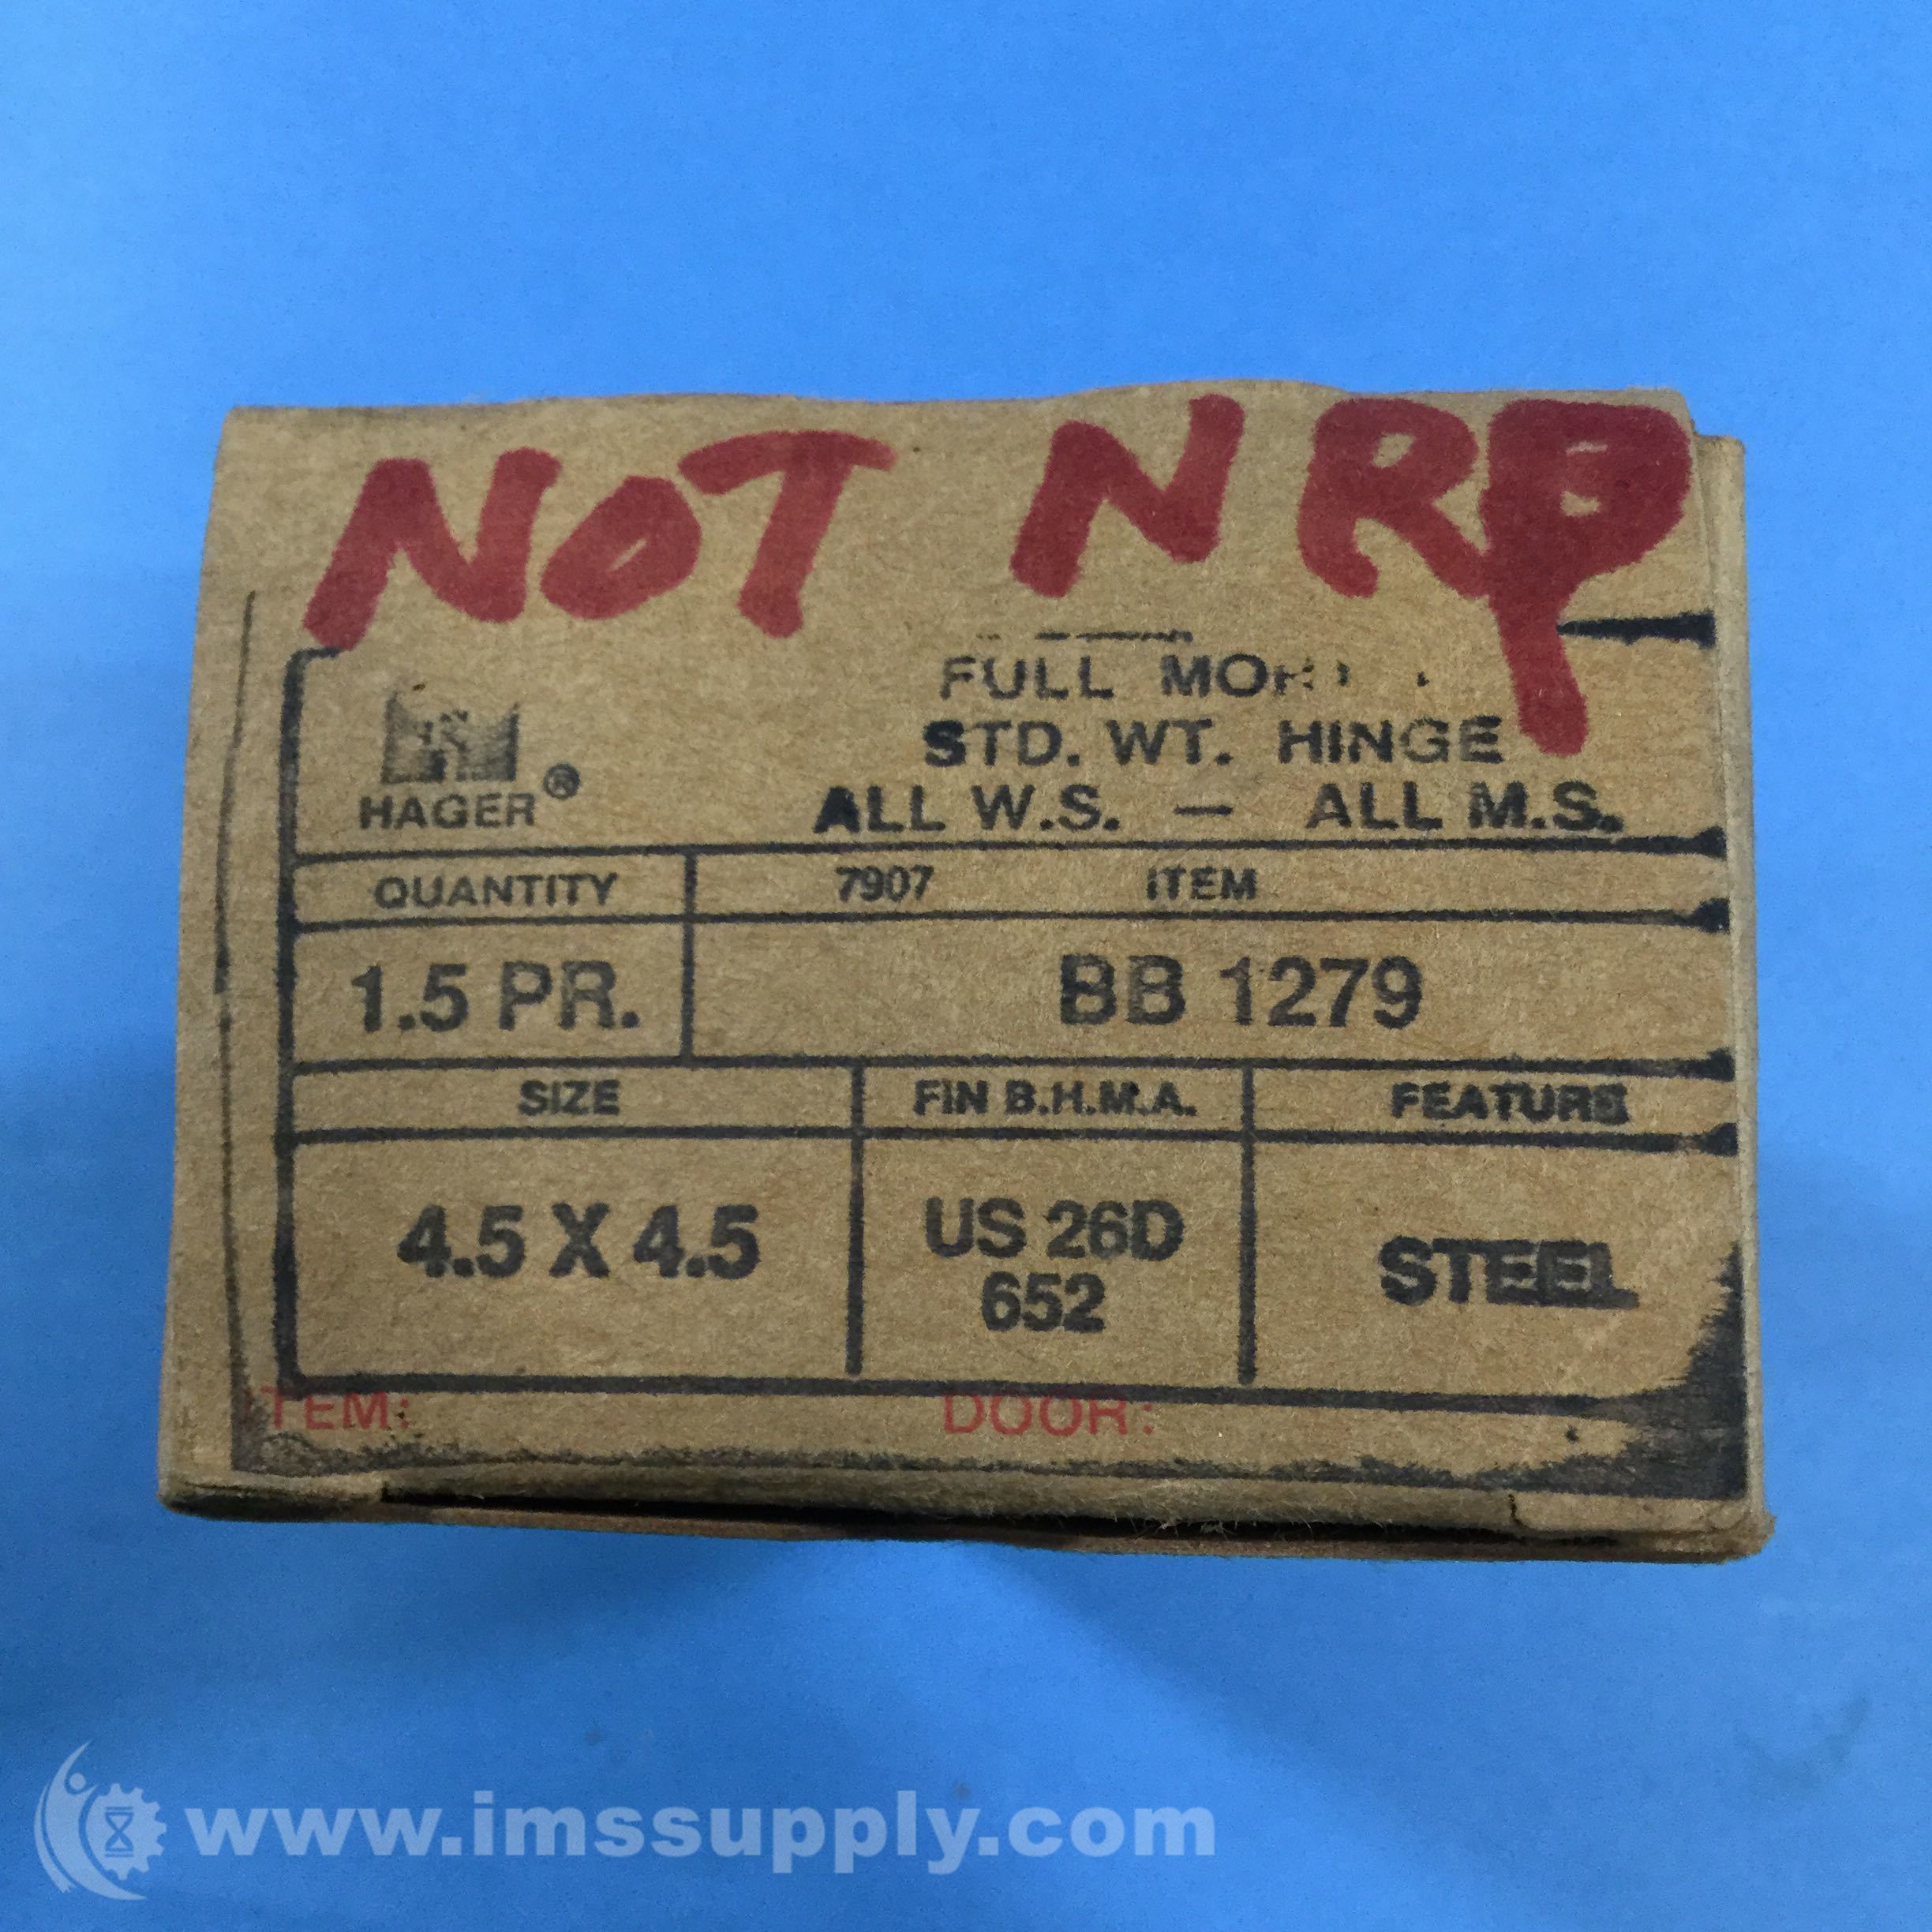 NOT NRP
FULL
STD. WT. HINGE
HAGER®
ALL W.S. — ALL M.S.
QUANTITY 7907 ITEM
1.5 PR. BB 1279
SIZE FIN B.H.M.A. FEATURE
4.5 X 4.5 US 26D STEEL
652
ITEM: DOOR:
www.imssupply.com